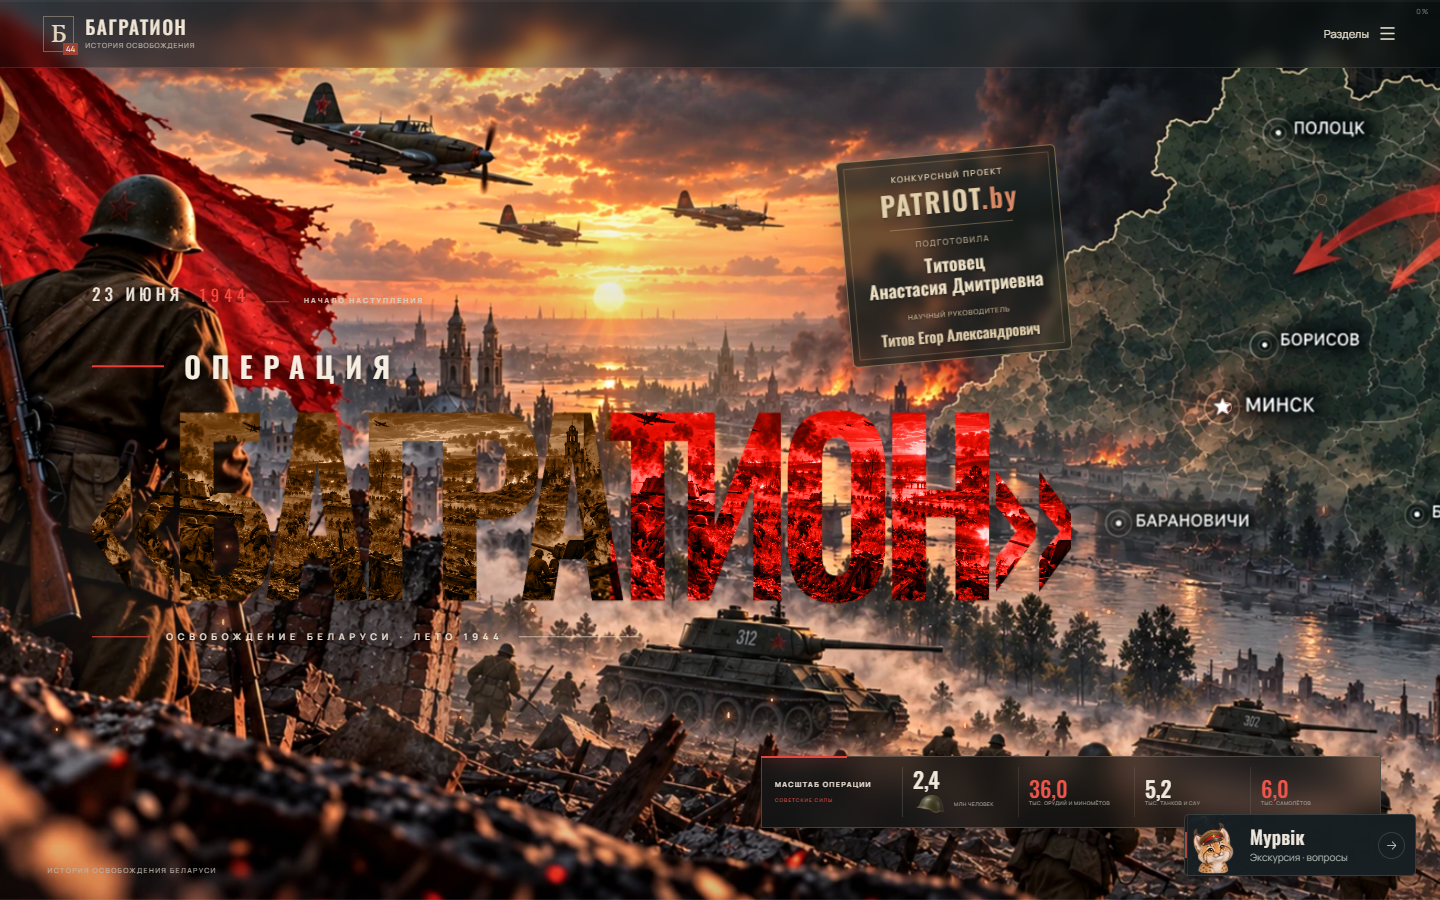 Б
44
БАГРАТИОН
ИСТОРИЯ ОСВОБОЖДЕНИЯ
Разделы
0%
КОНКУРСНЫЙ ПРОЕКТ
PATRIOT.by
ПОДГОТОВИЛА
Титовец
Анастасия Дмитриевна
НАУЧНЫЙ РУКОВОДИТЕЛЬ
Титов Егор Александрович
ПОЛОЦК
БОРИСОВ
МИНСК
БАРАНОВИЧИ
Б
23 ИЮНЯ 1944
НАЧАЛО НАСТУПЛЕНИЯ
ОПЕРАЦИЯ
«БАГРАТИОН»
ОСВОБОЖДЕНИЕ БЕЛАРУСИ · ЛЕТО 1944
312
302
МАСШТАБ ОПЕРАЦИИ
СОВЕТСКИЕ СИЛЫ
2,4
МЛН ЧЕЛОВЕК
36,0
ТЫС. ОРУДИЙ И МИНОМЁТОВ
5,2
ТЫС. ТАНКОВ И САУ
6,0
ТЫС. САМОЛЁТОВ
Мурвік
Экскурсия · вопросы
ИСТОРИЯ ОСВОБОЖДЕНИЯ БЕЛАРУСИ